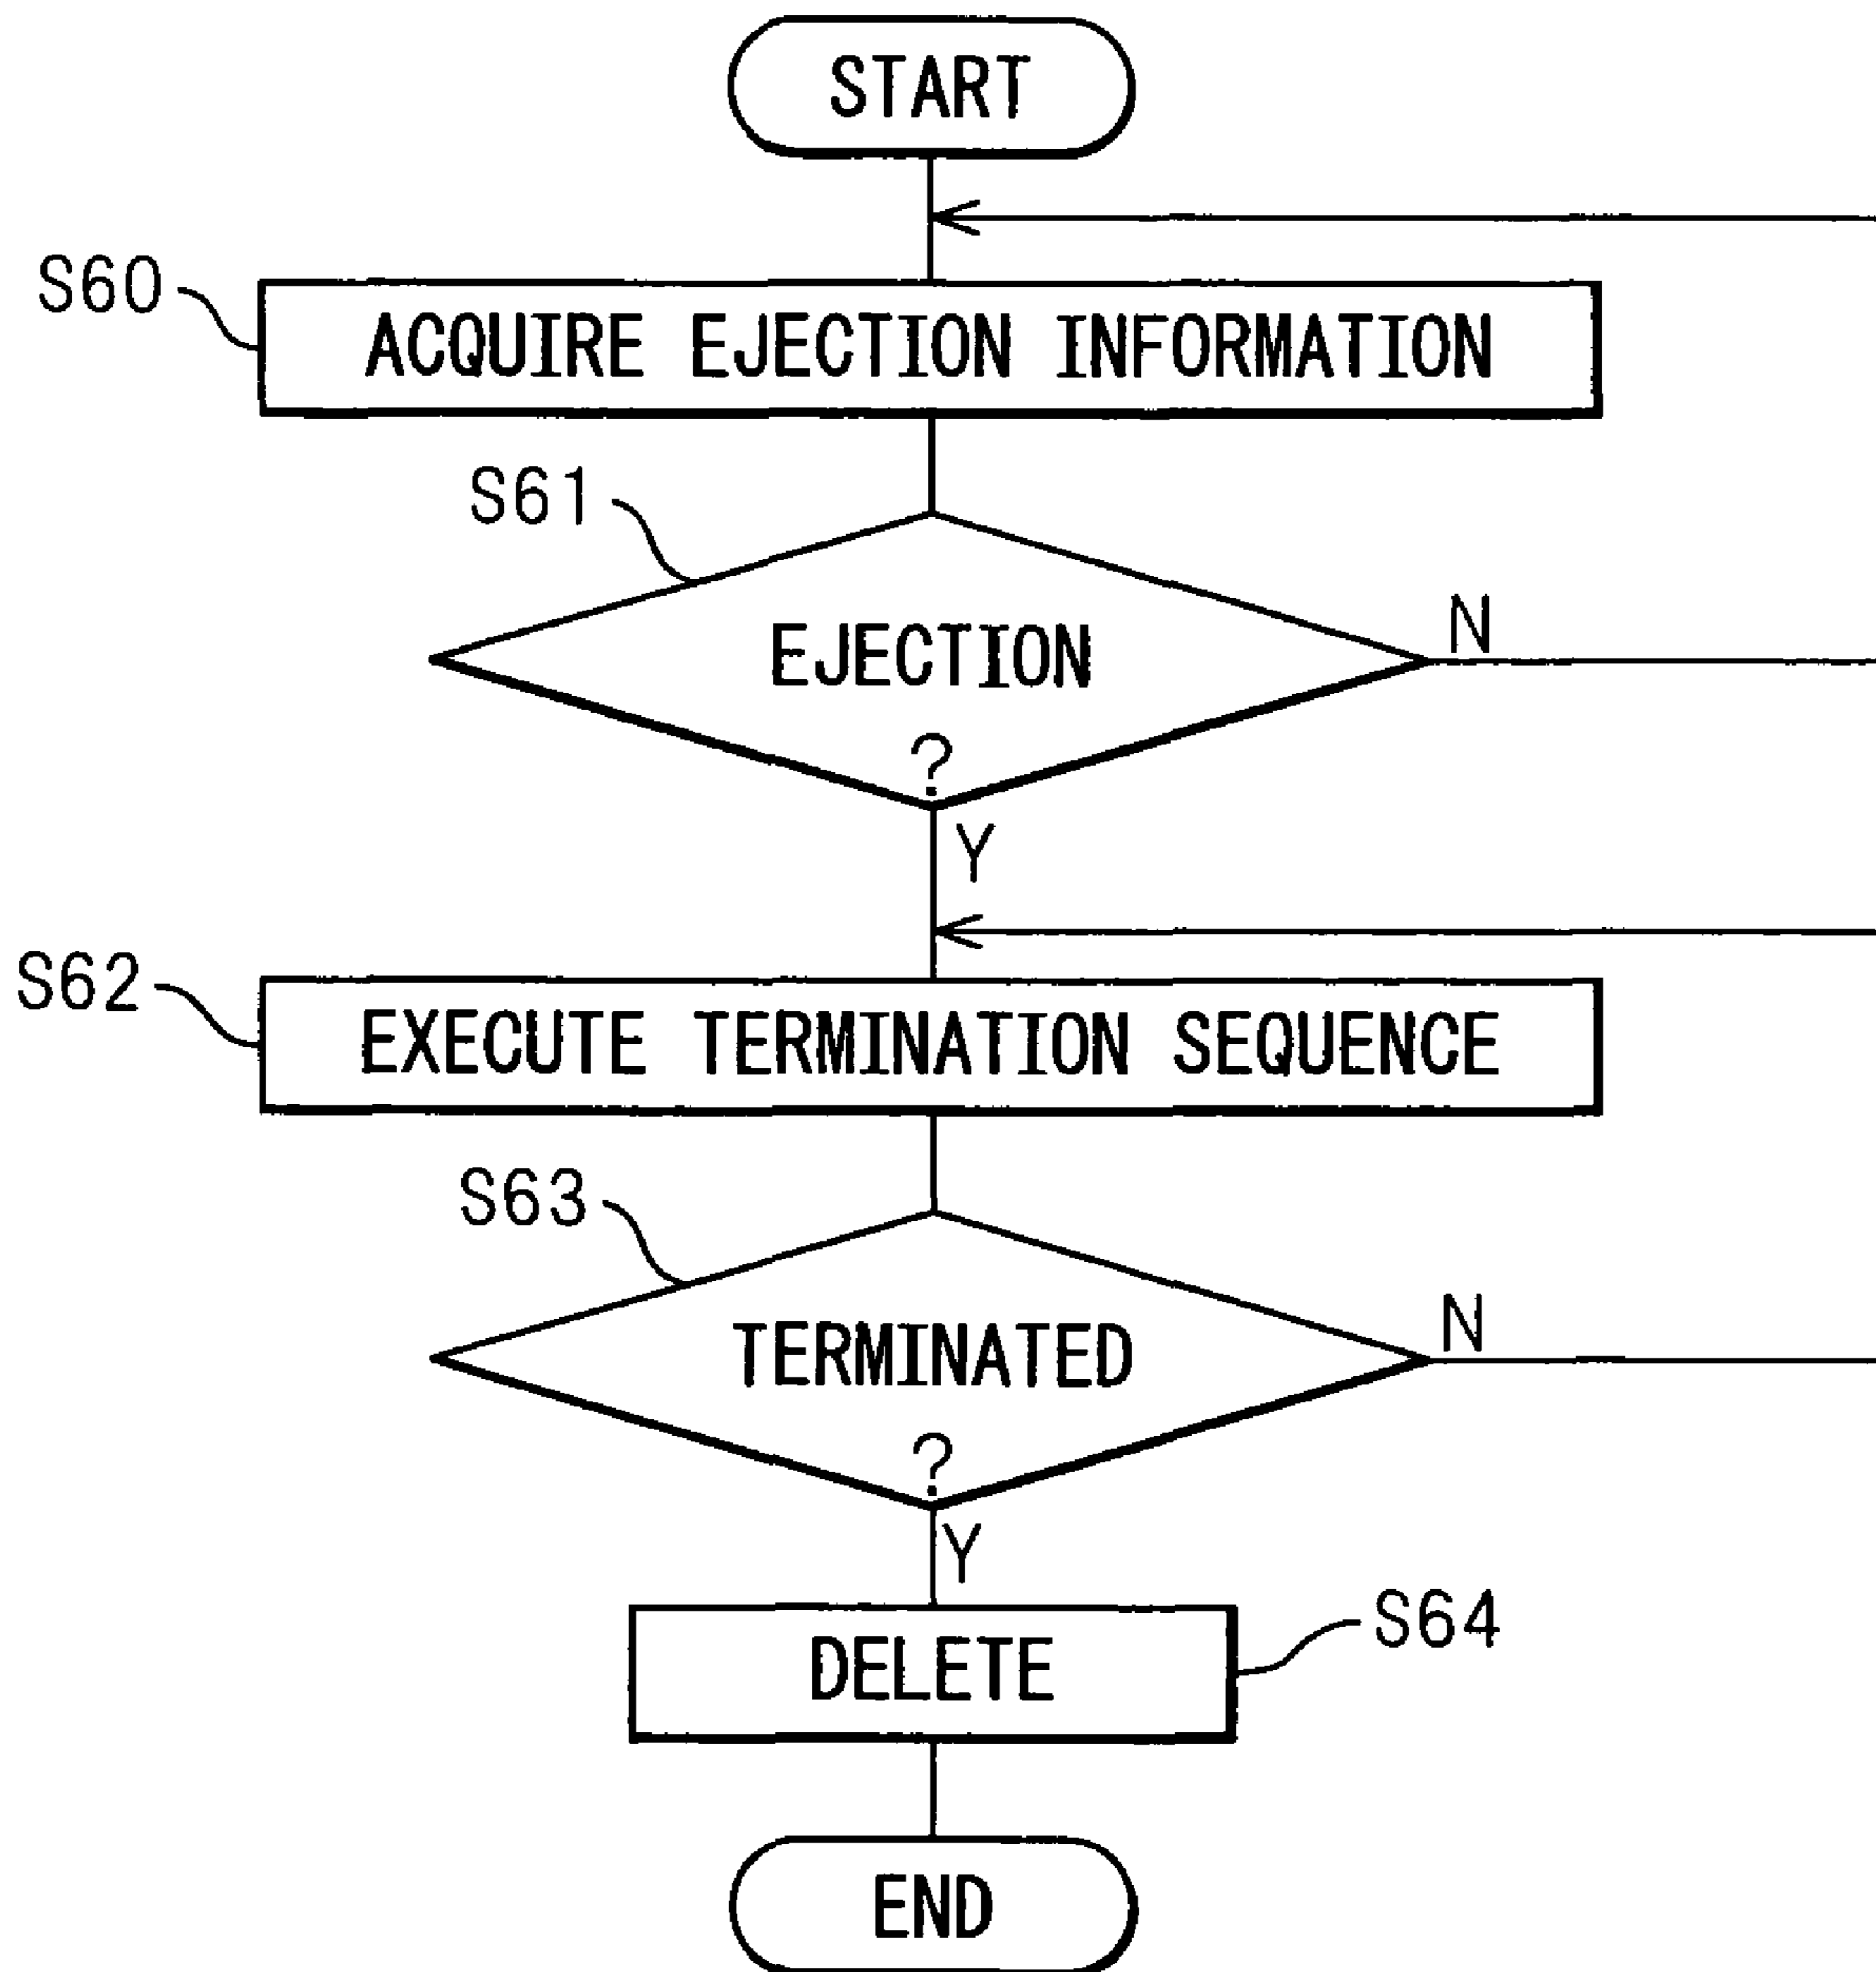 START
S60
ACQUIRE EJECTION INFORMATION
S61
EJECTION
?
N
Y
S62
EXECUTE TERMINATION SEQUENCE
S63
TERMINATED
?
N
Y
DELETE
S64
END